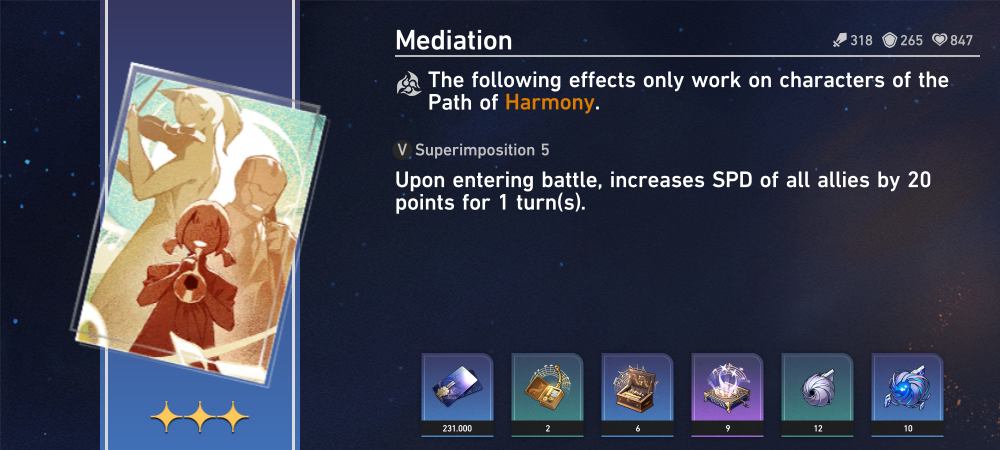 Mediation
318 265 847
The following effects only work on characters of the
Path of Harmony.
V Superimposition 5
Upon entering battle, increases SPD of all allies by 20
points for 1 turn(s).
231.000 2 6 9 12 10